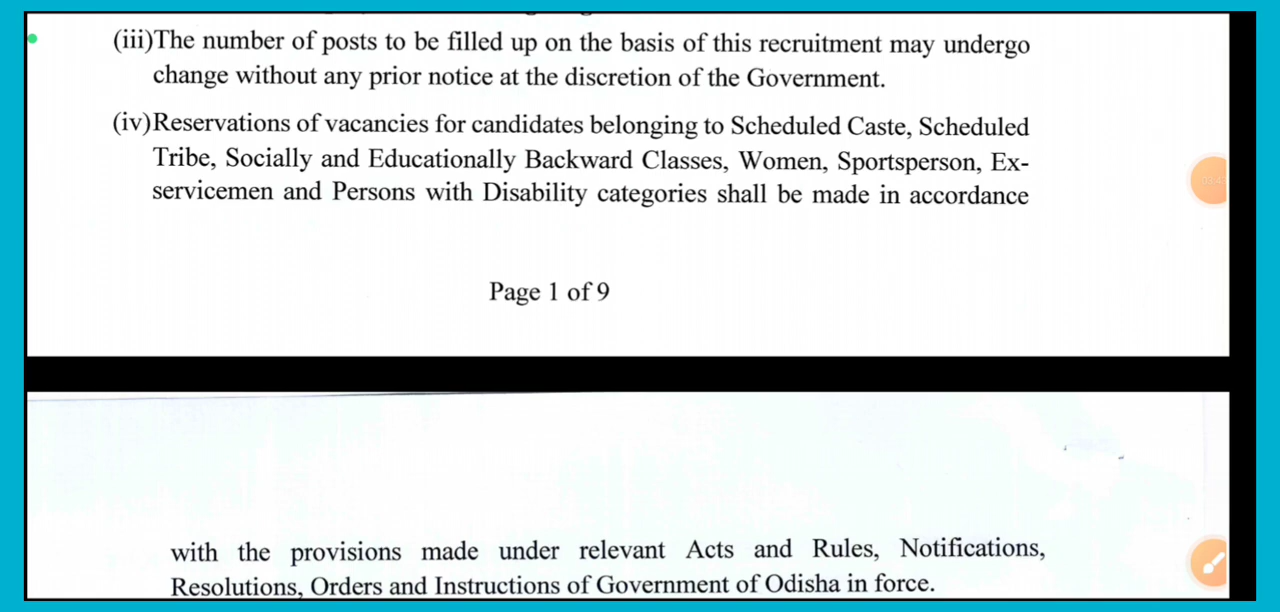 (iii)The number of posts to be filled up on the basis of this recruitment may undergo
change without any prior notice at the discretion of the Government.
(iv)Reservations of vacancies for candidates belonging to Scheduled Caste, Scheduled
Tribe, Socially and Educationally Backward Classes, Women, Sportsperson, Ex-
servicemen and Persons with Disability categories shall be made in accordance
Page 1 of 9
with the provisions made under relevant Acts and Rules, Notifications,
Resolutions, Orders and Instructions of Government of Odisha in force.